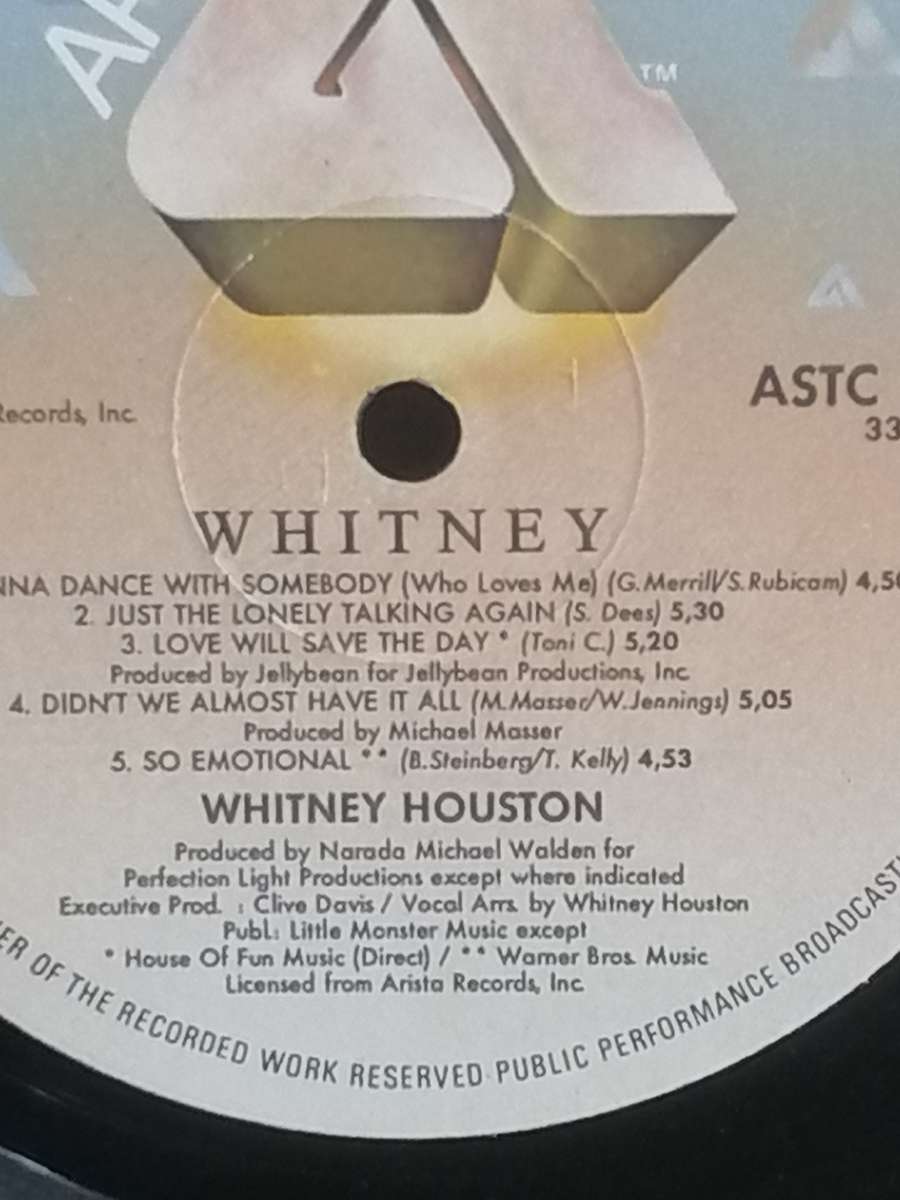 AR
TM
Records, Inc.
ASTC
33
WHITNEY
NNA DANCE WITH SOMEBODY (Who Loves Me) (G.Merrill/S.Rubicam) 4,50
2. JUST THE LONELY TALKING AGAIN (S. Dees) 5,30
3. LOVE WILL SAVE THE DAY * (Toni C.) 5,20
Produced by Jellybean for Jellybean Productions, Inc.
4. DIDN'T WE ALMOST HAVE IT ALL (M.Masser/W.Jennings) 5,05
Produced by Michael Masser
5. SO EMOTIONAL ** (B.Steinberg/T. Kelly) 4,53
WHITNEY HOUSTON
Produced by Narada Michael Walden for
Perfection Light Productions except where indicated
Executive Prod. : Clive Davis / Vocal Arrs. by Whitney Houston
Publ.: Little Monster Music except
* House Of Fun Music (Direct) / ** Warner Bros. Music
Licensed from Arista Records, Inc.
ER OF THE RECORDED WORK RESERVED·PUBLIC PERFORMANCE BROADCASTI